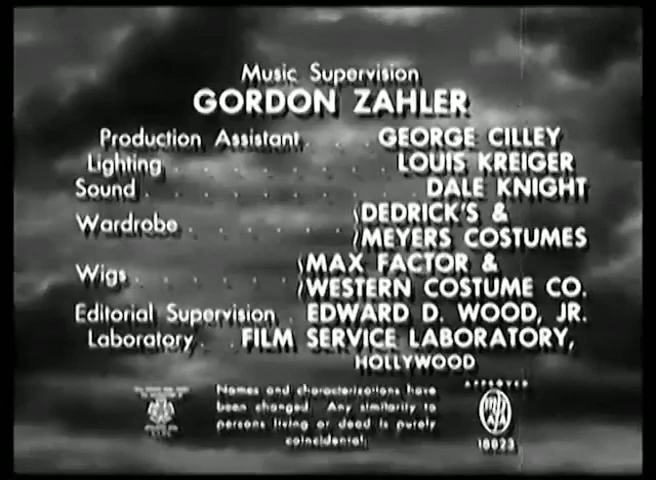 Music Supervision
GORDON ZAHLER
Production Assistant . . . GEORGE CILLEY
Lighting . . . . . . . . . LOUIS KREIGER
Sound . . . . . . . . . . . DALE KNIGHT
Wardrobe . . . . . . . DEDRICK'S &
MEYERS COSTUMES
Wigs . . . . . . MAX FACTOR &
WESTERN COSTUME CO.
Editorial Supervision . EDWARD D. WOOD, JR.
Laboratory . . FILM SERVICE LABORATORY,
HOLLYWOOD
Names and characterizations have
been changed. Any similarity to
persons living or dead is purely
coincidental.
APPROVED
18823